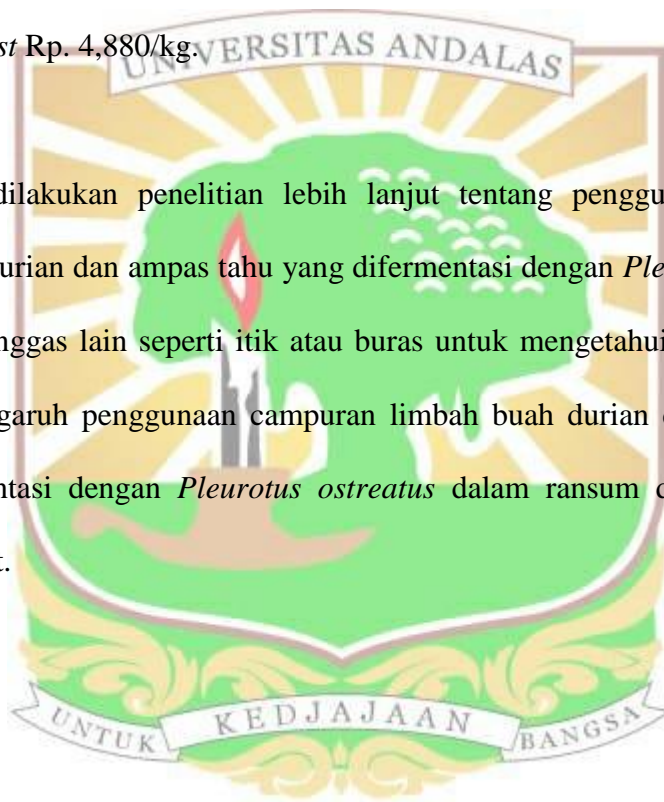 st Rp. 4,880/kg.
UNIVERSITAS ANDALAS
dilakukan penelitian lebih lanjut tentang penggu
urian dan ampas tahu yang difermentasi dengan Ple
nggas lain seperti itik atau buras untuk mengetahui
garuh penggunaan campuran limbah buah durian
ntasi dengan Pleurotus ostreatus dalam ransum
t.
UNTUK KEDJAJAAN BANGSA